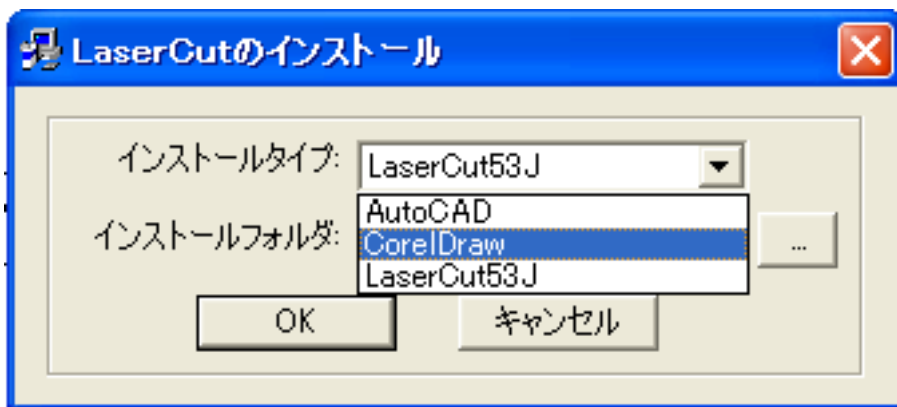 LaserCutのインストール
インストールタイプ: LaserCut53J
AutoCAD
インストールフォルダ: CorelDraw ...
LaserCut53J
OK キャンセル